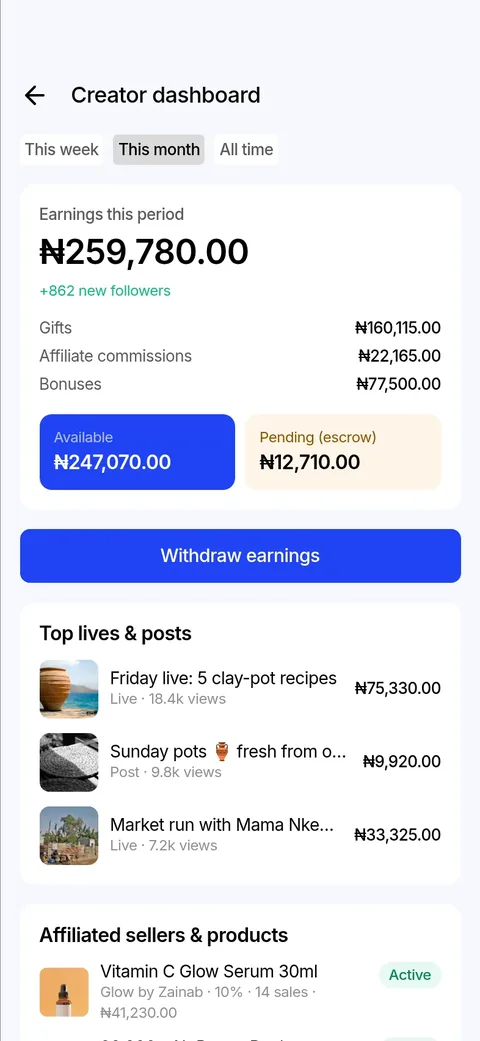 Creator dashboard
This week
This month
All time
Earnings this period
₦259,780.00
+862 new followers
Gifts
₦160,115.00
Affiliate commissions
₦22,165.00
Bonuses
₦77,500.00
Available
₦247,070.00
Pending (escrow)
₦12,710.00
Withdraw earnings
Top lives & posts
Friday live: 5 clay-pot recipes
Live · 18.4k views
₦75,330.00
Sunday pots 🏺 fresh from o...
Post · 9.8k views
₦9,920.00
Market run with Mama Nke...
Live · 7.2k views
₦33,325.00
Affiliated sellers & products
Vitamin C Glow Serum 30ml
Glow by Zainab · 10% · 14 sales ·
₦41,230.00
Active